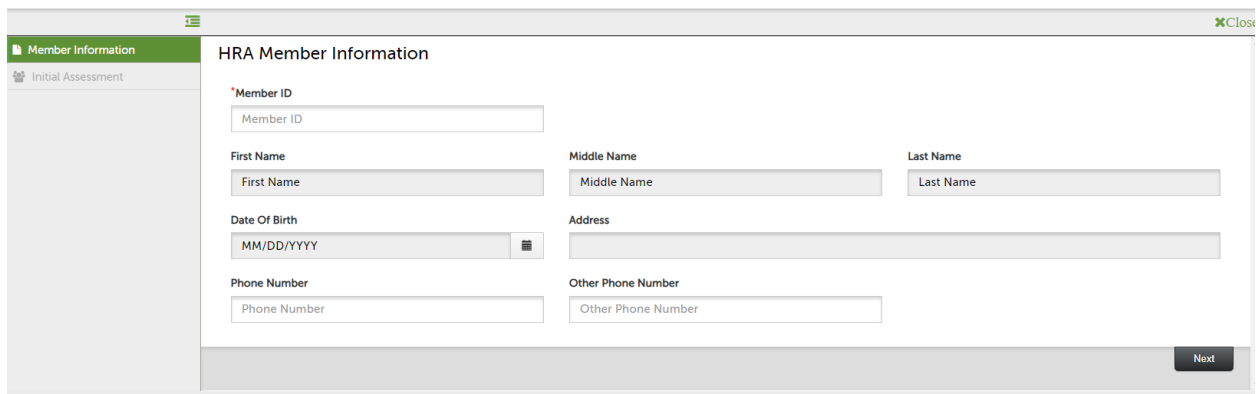 ✖Close
Member Information
Initial Assessment
HRA Member Information
*Member ID
Member ID
First Name Middle Name Last Name
First Name Middle Name Last Name
Date Of Birth Address
MM/DD/YYYY
Phone Number Other Phone Number
Phone Number Other Phone Number
Next